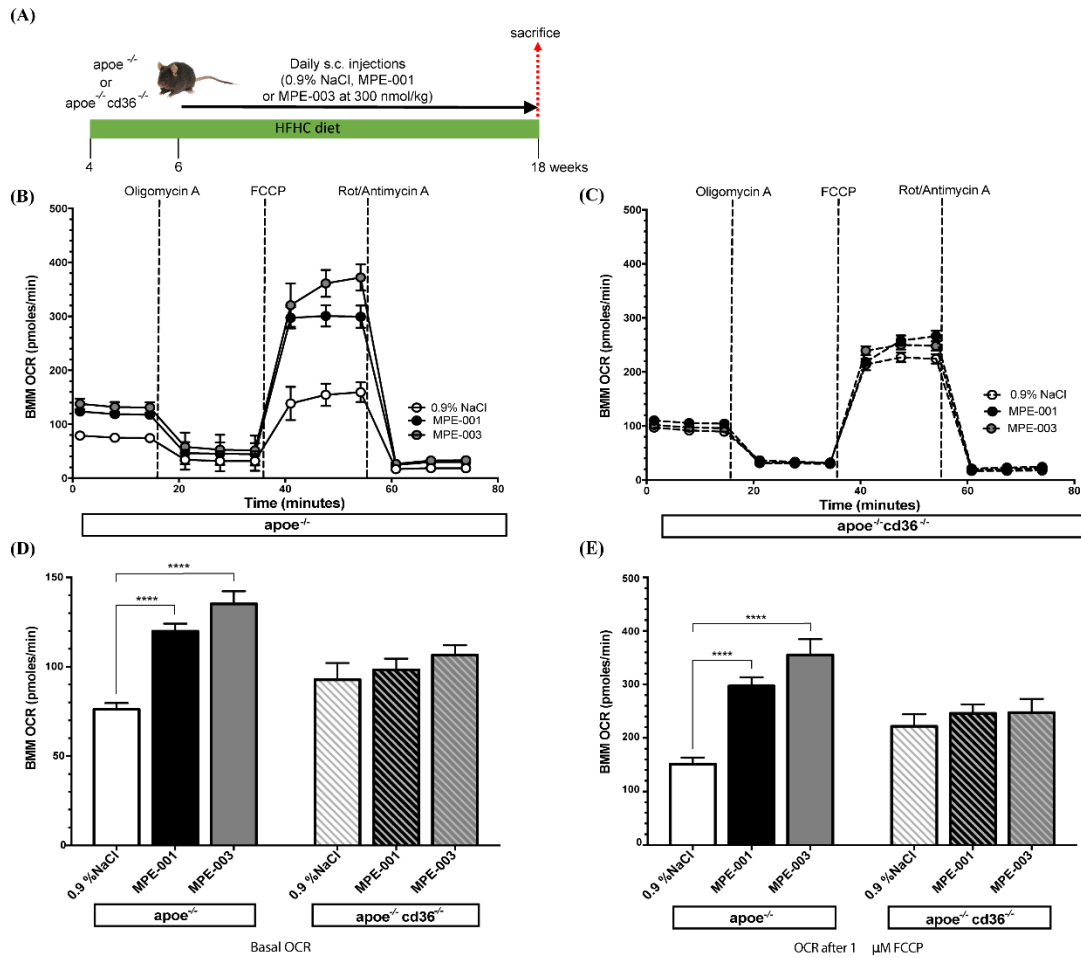 (A)
sacrifice
apoe -/-
or
apoe-/-cd36-/-
Daily s.c. injections
(0.9% NaCl, MPE-001
or MPE-003 at 300 nmol/kg)
HFHC diet
4
6
18 weeks
(B)
Oligomycin A
FCCP
Rot/Antimycin A
BMM OCR (pmoles/min)
500
400
300
200
100
0
0
20
40
60
80
Time (minutes)
0.9% NaCl
MPE-001
MPE-003
apoe-/-
(C)
Oligomycin A
FCCP
Rot/Antimycin A
BMM OCR (pmoles/min)
500
400
300
200
100
0
0
20
40
60
80
Time (minutes)
0.9% NaCl
MPE-001
MPE-003
apoe-/-cd36-/-
(D)
BMM OCR (pmoles/min)
150
100
50
0
****
****
0.9 %NaCl
MPE-001
MPE-003
0.9 %NaCl
MPE-001
MPE-003
apoe-/-
apoe-/- cd36-/-
Basal OCR
(E)
BMM OCR (pmoles/min)
500
400
300
200
100
0
****
****
0.9 %NaCl
MPE-001
MPE-003
0.9 %NaCl
MPE-001
MPE-003
apoe-/-
apoe-/- cd36-/-
OCR after 1 μM FCCP